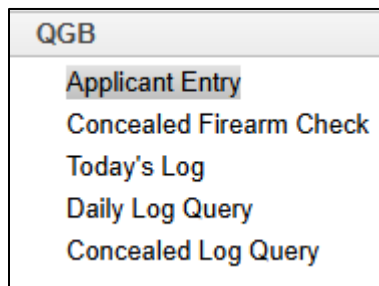 QGB
Applicant Entry
Concealed Firearm Check
Today's Log
Daily Log Query
Concealed Log Query